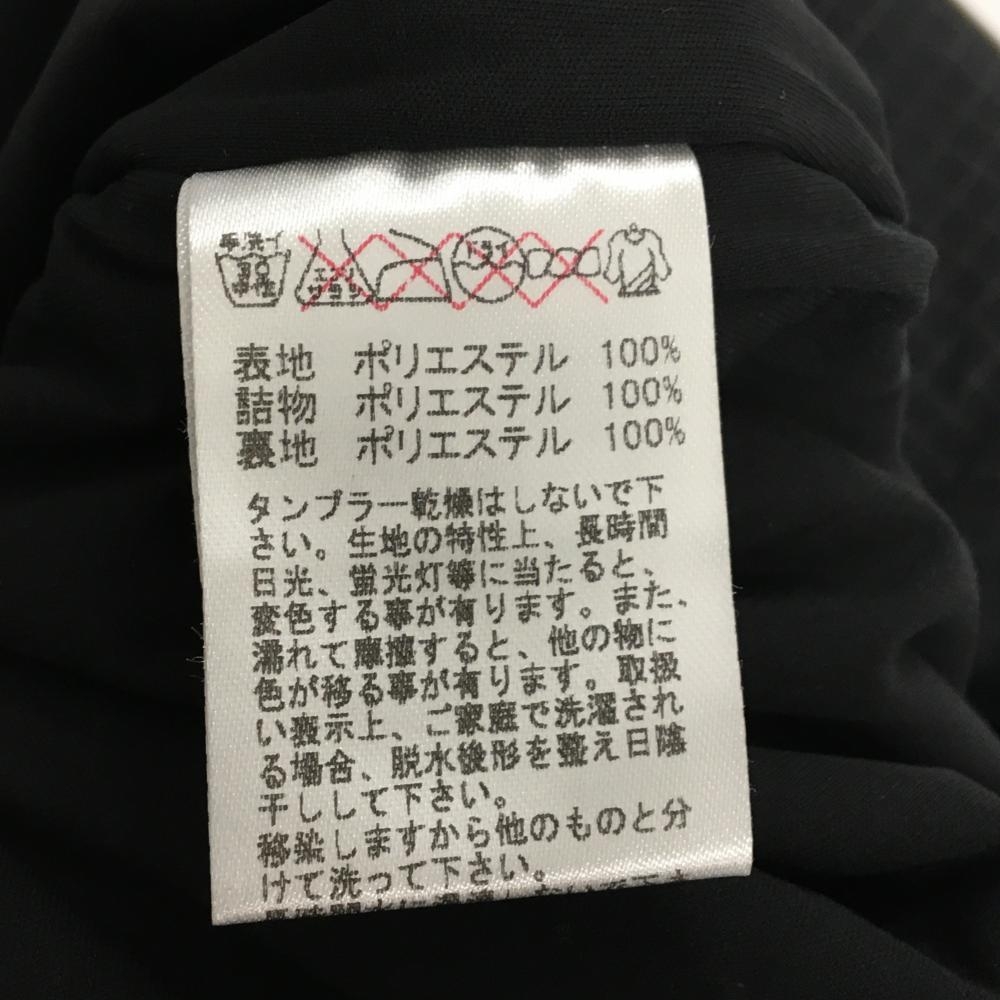 手洗イ
30
中性
エンソ
サラシ
ドライ
表地 ポリエステル 100%
詰物 ポリエステル 100%
裏地 ポリエステル 100%
タンブラー乾燥はしないで下
さい。生地の特性上、長時間
日光、蛍光灯等に当たると、
変色する事が有ります。また、
濡れて摩擦すると、他の物に
色が移る事が有ります。取扱
い表示上、ご家庭で洗濯され
る場合、脱水後形を整え日陰
干しして下さい。
移染しますから他のものと分
けて洗って下さい。